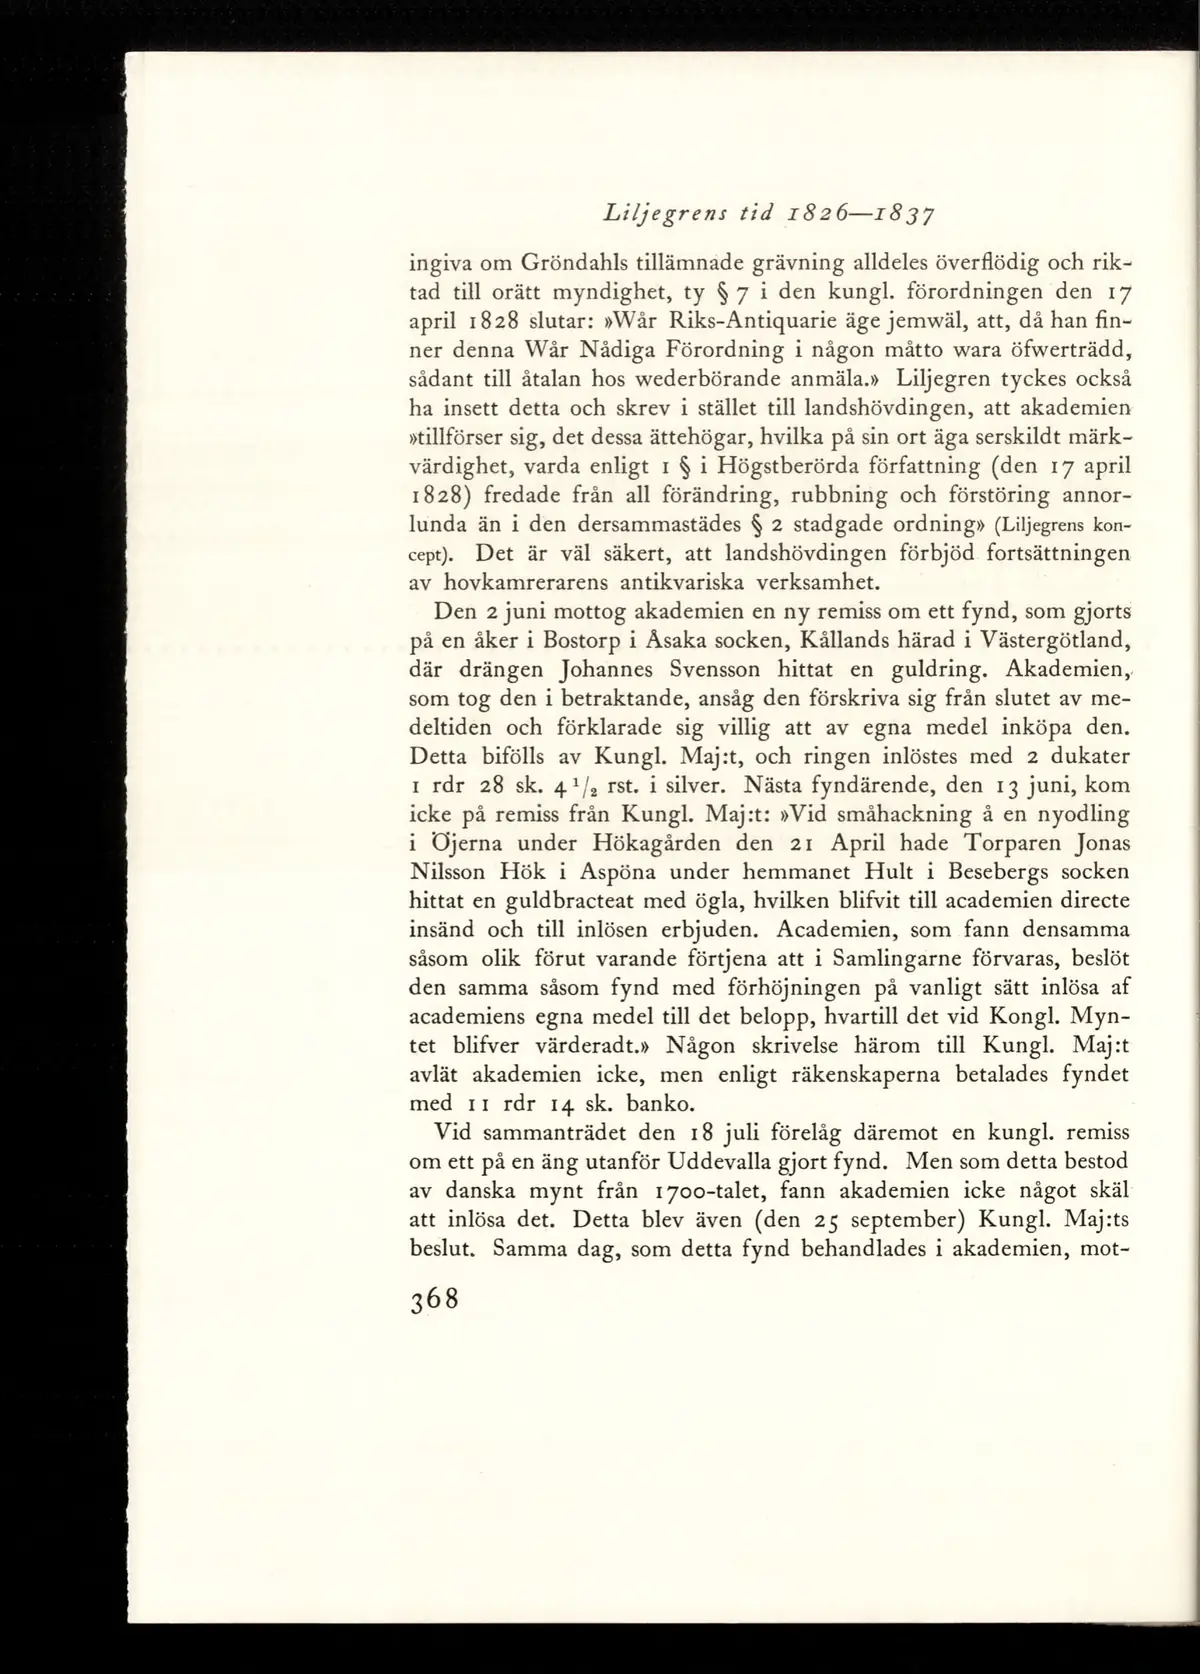 Liljegrens tid 1826—1837
ingiva om Gröndahls tillämnade grävning alldeles överflödig och rik-
tad till orätt myndighet, ty § 7 i den kungl. förordningen den 17
april 1828 slutar: »Wår Riks-Antiquarie äge jemwäl, att, då han fin-
ner denna Wår Nådiga Förordning i någon måtto wara öfwerträdd,
sådant till åtalan hos wederbörande anmäla.» Liljegren tyckes också
ha insett detta och skrev i stället till landshövdingen, att akademien
»tillförser sig, det dessa ättehögar, hvilka på sin ort äga serskildt märk-
värdighet, varda enligt 1 § i Högstberörda författning (den 17 april
1828) fredade från all förändring, rubbning och förstöring annor-
lunda än i den dersammastädes § 2 stadgade ordning» (Liljegrens kon-
cept). Det är väl säkert, att landshövdingen förbjöd fortsättningen
av hovkamrerarens antikvariska verksamhet.
Den 2 juni mottog akademien en ny remiss om ett fynd, som gjorts
på en åker i Bostorp i Åsaka socken, Kållands härad i Västergötland,
där drängen Johannes Svensson hittat en guldring. Akademien,
som tog den i betraktande, ansåg den förskriva sig från slutet av me-
deltiden och förklarade sig villig att av egna medel inköpa den.
Detta bifölls av Kungl. Maj:t, och ringen inlöstes med 2 dukater
1 rdr 28 sk. 4 ¹/₂ rst. i silver. Nästa fyndärende, den 13 juni, kom
icke på remiss från Kungl. Maj:t: »Vid småhackning å en nyodling
i Öjerna under Hökagården den 21 April hade Torparen Jonas
Nilsson Hök i Aspöna under hemmanet Hult i Besebergs socken
hittat en guldbracteat med ögla, hvilken blifvit till academien directe
insänd och till inlösen erbjuden. Academien, som fann densamma
såsom olik förut varande förtjena att i Samlingarne förvaras, beslöt
den samma såsom fynd med förhöjningen på vanligt sätt inlösa af
academiens egna medel till det belopp, hvartill det vid Kongl. Myn-
tet blifver värderadt.» Någon skrivelse härom till Kungl. Maj:t
avlät akademien icke, men enligt räkenskaperna betalades fyndet
med 11 rdr 14 sk. banko.
Vid sammanträdet den 18 juli förelåg däremot en kungl. remiss
om ett på en äng utanför Uddevalla gjort fynd. Men som detta bestod
av danska mynt från 1700-talet, fann akademien icke något skäl
att inlösa det. Detta blev även (den 25 september) Kungl. Maj:ts
beslut. Samma dag, som detta fynd behandlades i akademien, mot-
368